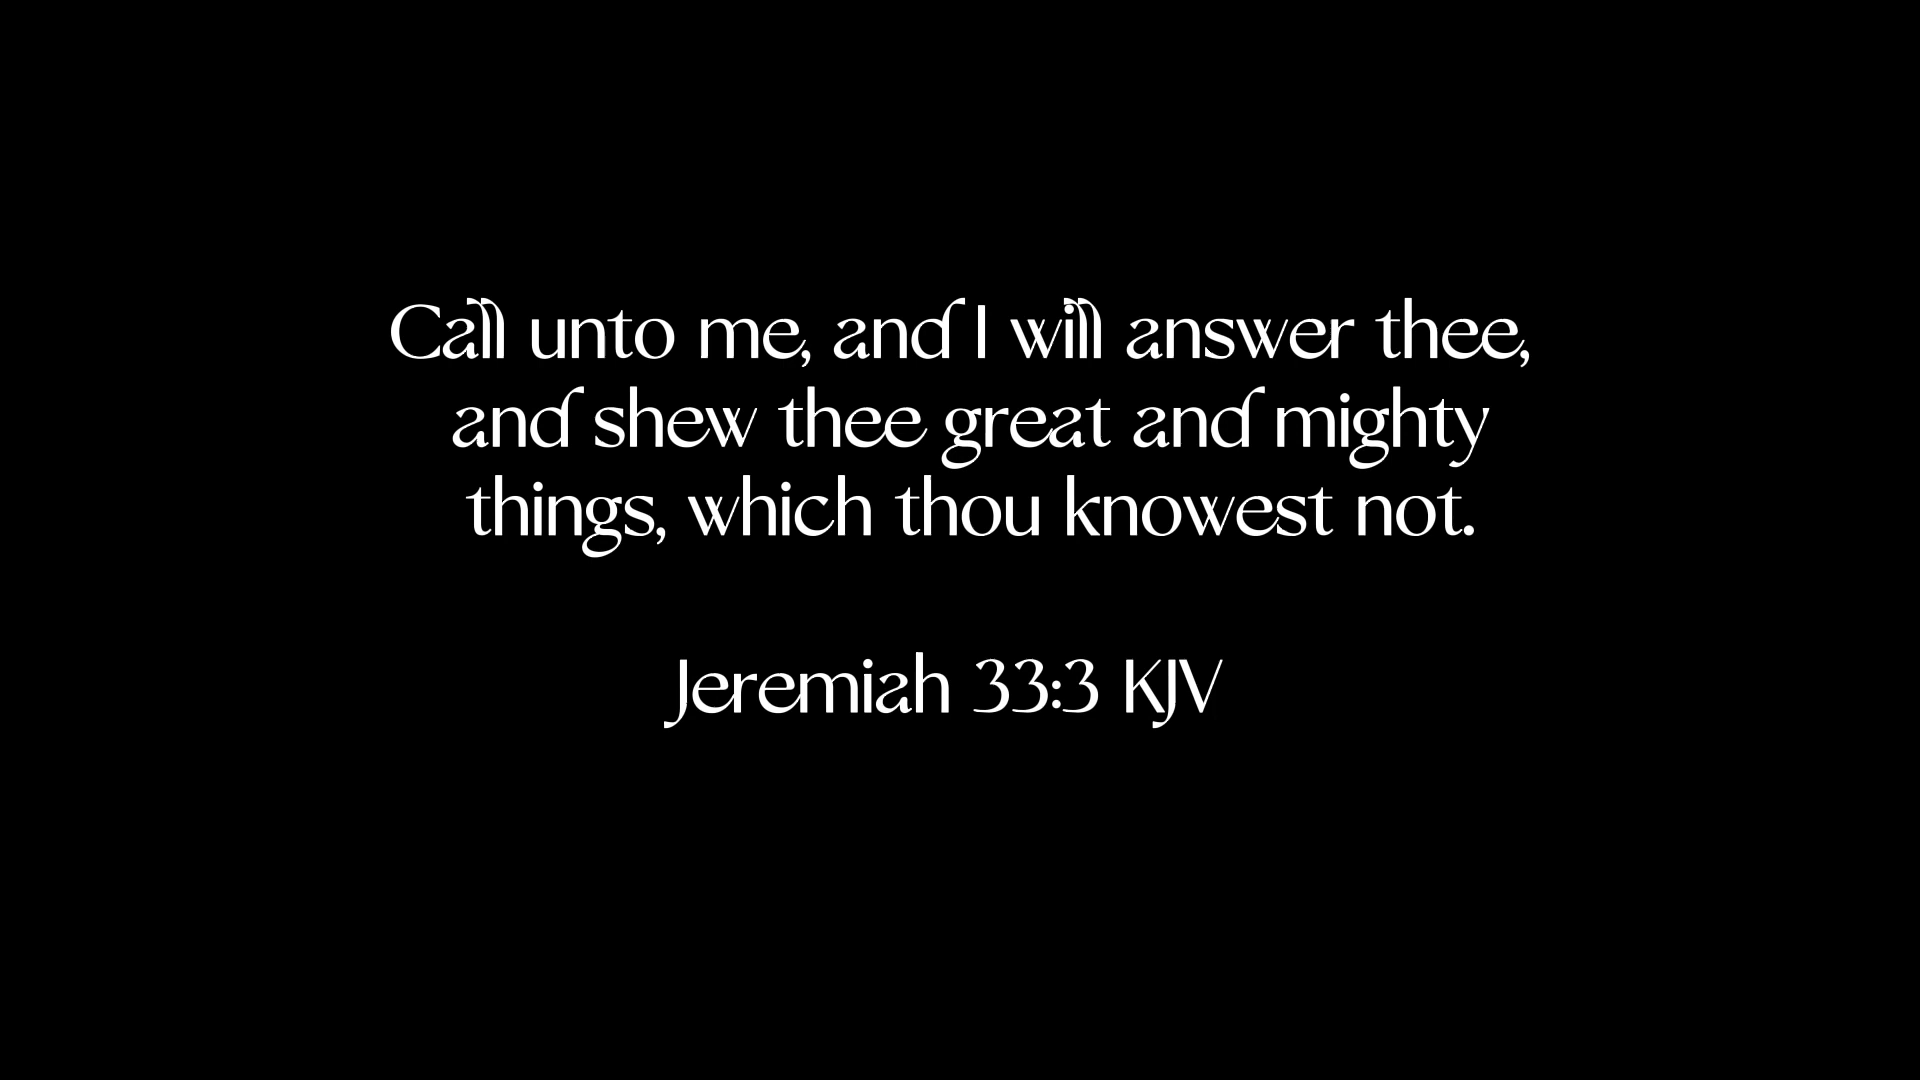 Call unto me, and I will answer thee,
and shew thee great and mighty
things, which thou knowest not.
Jeremiah 33:3 KJV